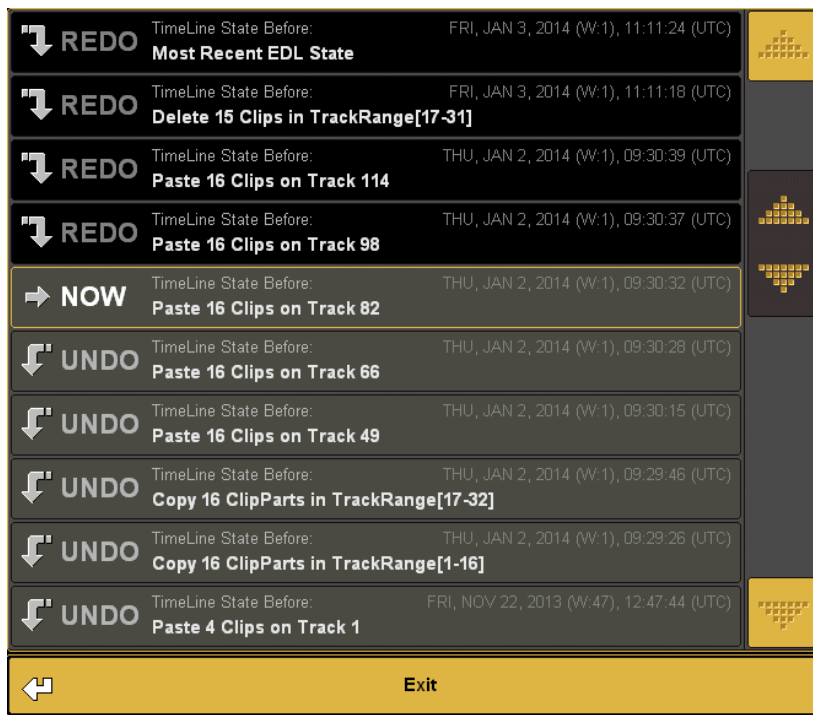 REDO TimeLine State Before: FRI, JAN 3, 2014 (W:1), 11:11:24 (UTC)
Most Recent EDL State
REDO TimeLine State Before: FRI, JAN 3, 2014 (W:1), 11:11:18 (UTC)
Delete 15 Clips in TrackRange[17-31]
REDO TimeLine State Before: THU, JAN 2, 2014 (W:1), 09:30:39 (UTC)
Paste 16 Clips on Track 114
REDO TimeLine State Before: THU, JAN 2, 2014 (W:1), 09:30:37 (UTC)
Paste 16 Clips on Track 98
NOW TimeLine State Before: THU, JAN 2, 2014 (W:1), 09:30:32 (UTC)
Paste 16 Clips on Track 82
UNDO TimeLine State Before: THU, JAN 2, 2014 (W:1), 09:30:28 (UTC)
Paste 16 Clips on Track 66
UNDO TimeLine State Before: THU, JAN 2, 2014 (W:1), 09:30:15 (UTC)
Paste 16 Clips on Track 49
UNDO TimeLine State Before: THU, JAN 2, 2014 (W:1), 09:29:46 (UTC)
Copy 16 ClipParts in TrackRange[17-32]
UNDO TimeLine State Before: THU, JAN 2, 2014 (W:1), 09:29:26 (UTC)
Copy 16 ClipParts in TrackRange[1-16]
UNDO TimeLine State Before: FRI, NOV 22, 2013 (W:47), 12:47:44 (UTC)
Paste 4 Clips on Track 1
Exit